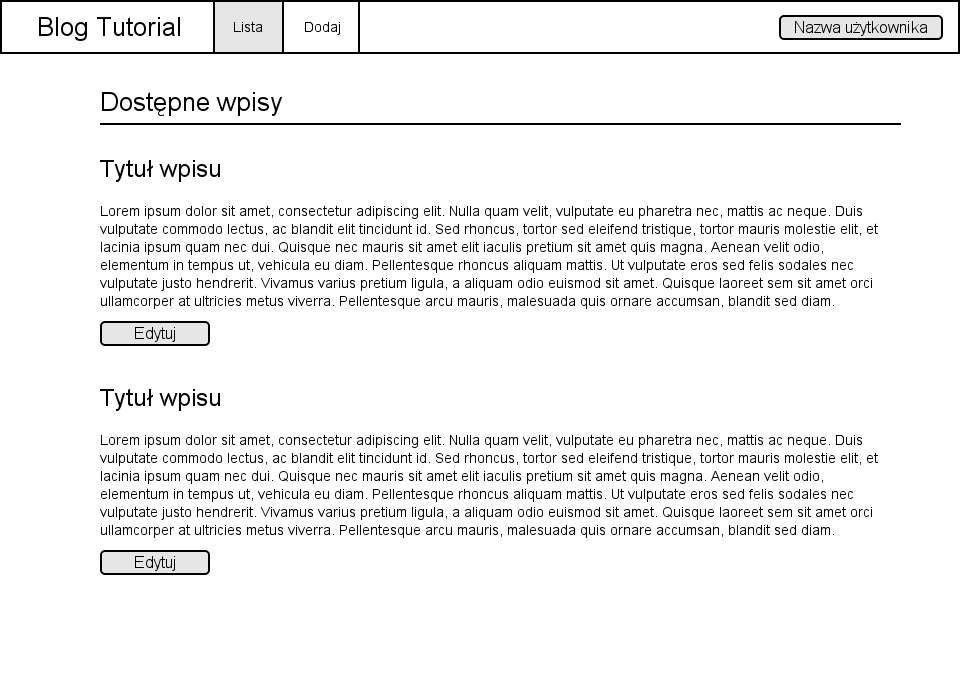 Blog Tutorial
Lista
Dodaj
Nazwa użytkownika
Dostępne wpisy
Tytuł wpisu
Lorem ipsum dolor sit amet, consectetur adipiscing elit. Nulla quam velit, vulputate eu pharetra nec, mattis ac neque. Duis
vulputate commodo lectus, ac blandit elit tincidunt id. Sed rhoncus, tortor sed eleifend tristique, tortor mauris molestie elit, et
lacinia ipsum quam nec dui. Quisque nec mauris sit amet elit iaculis pretium sit amet quis magna. Aenean velit odio,
elementum in tempus ut, vehicula eu diam. Pellentesque rhoncus aliquam mattis. Ut vulputate eros sed felis sodales nec
vulputate justo hendrerit. Vivamus varius pretium ligula, a aliquam odio euismod sit amet. Quisque laoreet sem sit amet orci
ullamcorper at ultricies metus viverra. Pellentesque arcu mauris, malesuada quis ornare accumsan, blandit sed diam.
Edytuj
Tytuł wpisu
Lorem ipsum dolor sit amet, consectetur adipiscing elit. Nulla quam velit, vulputate eu pharetra nec, mattis ac neque. Duis
vulputate commodo lectus, ac blandit elit tincidunt id. Sed rhoncus, tortor sed eleifend tristique, tortor mauris molestie elit, et
lacinia ipsum quam nec dui. Quisque nec mauris sit amet elit iaculis pretium sit amet quis magna. Aenean velit odio,
elementum in tempus ut, vehicula eu diam. Pellentesque rhoncus aliquam mattis. Ut vulputate eros sed felis sodales nec
vulputate justo hendrerit. Vivamus varius pretium ligula, a aliquam odio euismod sit amet. Quisque laoreet sem sit amet orci
ullamcorper at ultricies metus viverra. Pellentesque arcu mauris, malesuada quis ornare accumsan, blandit sed diam.
Edytuj